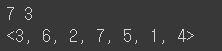 7 3
<3, 6, 2, 7, 5, 1, 4>